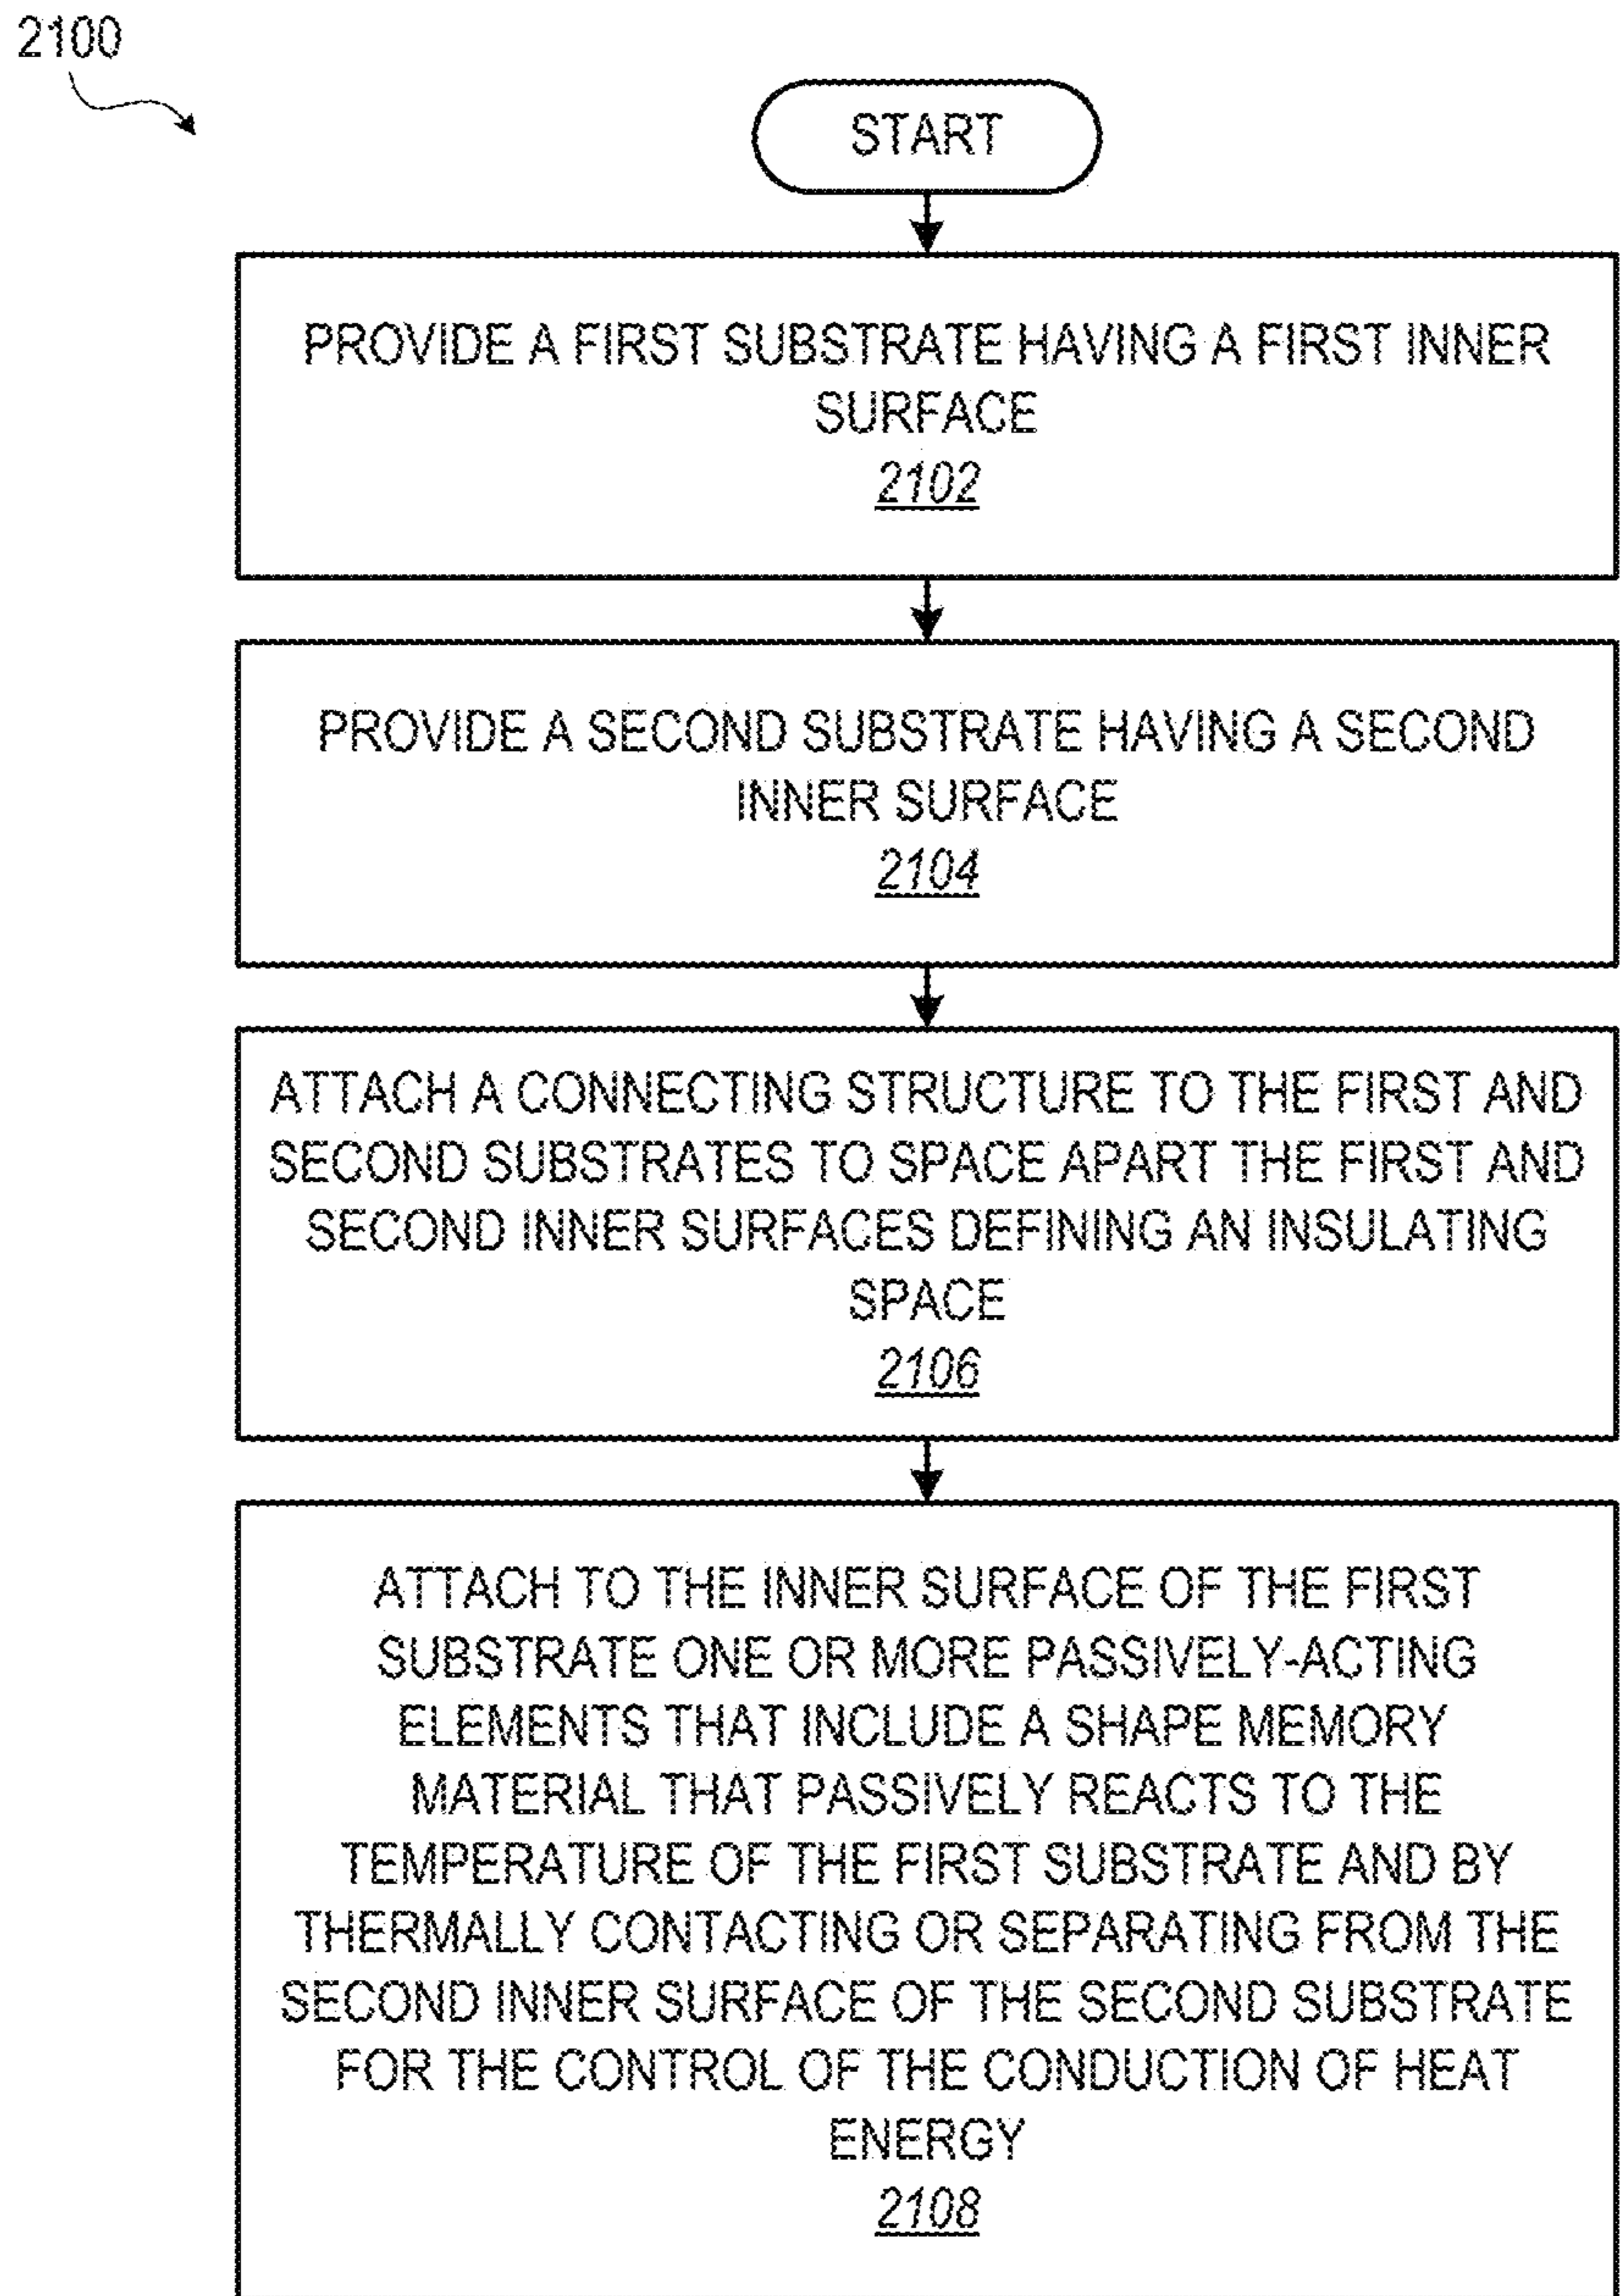 2100
START
PROVIDE A FIRST SUBSTRATE HAVING A FIRST INNER
SURFACE
2102
PROVIDE A SECOND SUBSTRATE HAVING A SECOND
INNER SURFACE
2104
ATTACH A CONNECTING STRUCTURE TO THE FIRST AND
SECOND SUBSTRATES TO SPACE APART THE FIRST AND
SECOND INNER SURFACES DEFINING AN INSULATING
SPACE
2106
ATTACH TO THE INNER SURFACE OF THE FIRST
SUBSTRATE ONE OR MORE PASSIVELY-ACTING
ELEMENTS THAT INCLUDE A SHAPE MEMORY
MATERIAL THAT PASSIVELY REACTS TO THE
TEMPERATURE OF THE FIRST SUBSTRATE AND BY
THERMALLY CONTACTING OR SEPARATING FROM THE
SECOND INNER SURFACE OF THE SECOND SUBSTRATE
FOR THE CONTROL OF THE CONDUCTION OF HEAT
ENERGY
2108